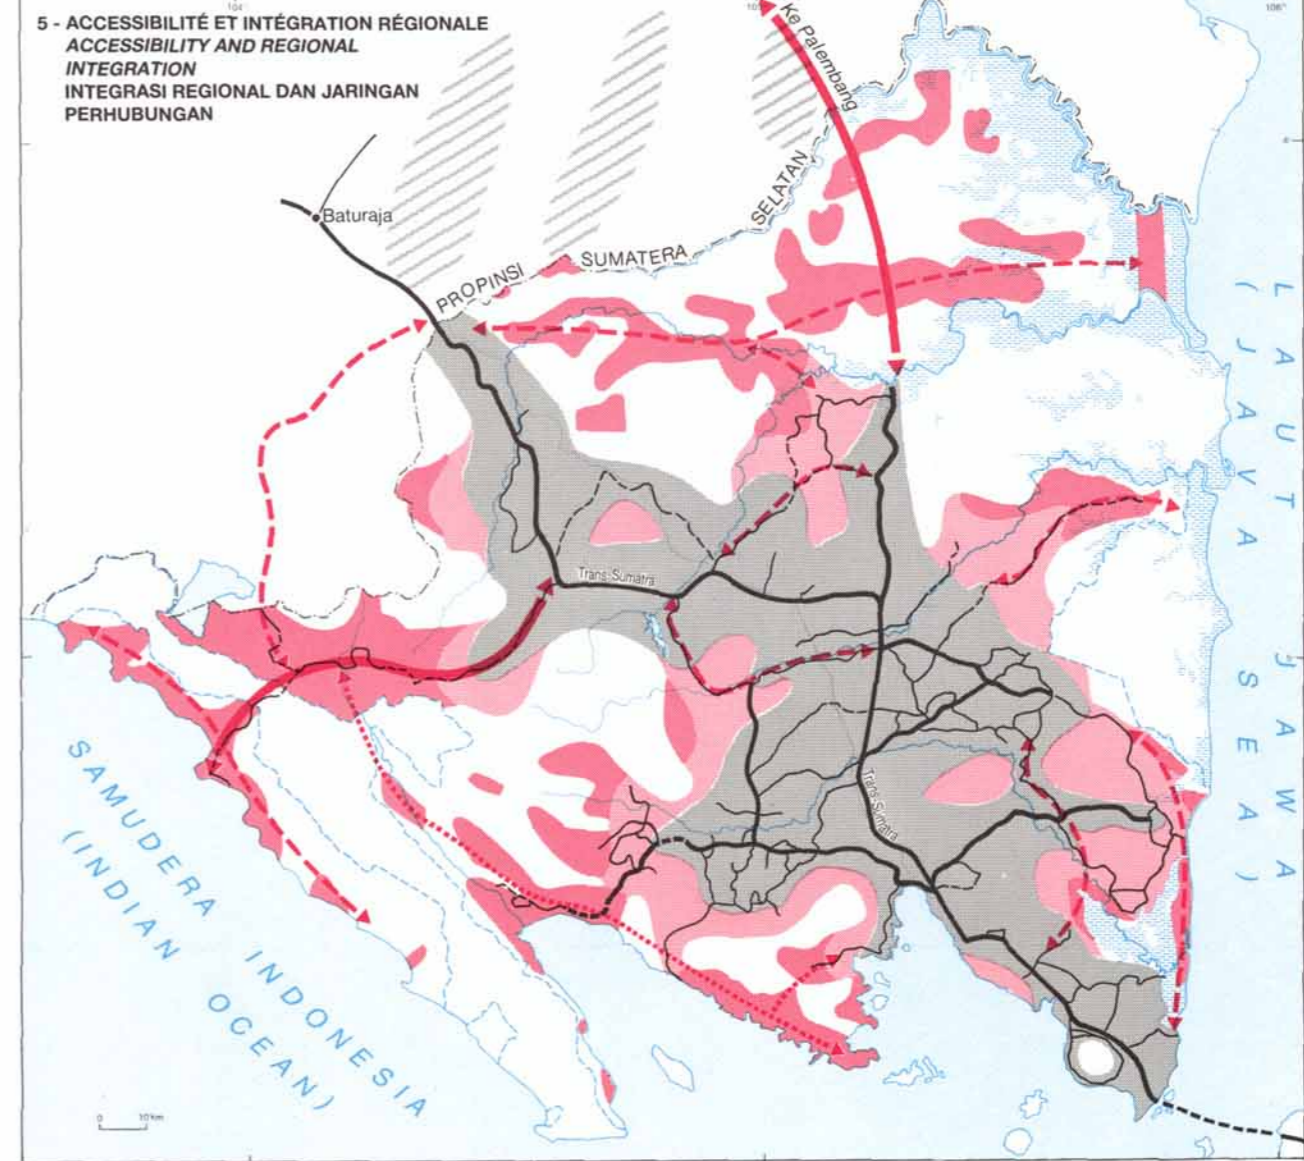 104°
106°
5 - ACCESSIBILITÉ ET INTÉGRATION RÉGIONALE
ACCESSIBILITY AND REGIONAL
INTEGRATION
INTEGRASI REGIONAL DAN JARINGAN
PERHUBUNGAN
Ke Palembang
Baturaja
PROPINSI SUMATERA SELATAN
Trans-Sumatra
Trans-Sumatra
LAUT JAWA
(JAVA SEA)
SAMUDERA INDONESIA
(INDIAN OCEAN)
0 10 km